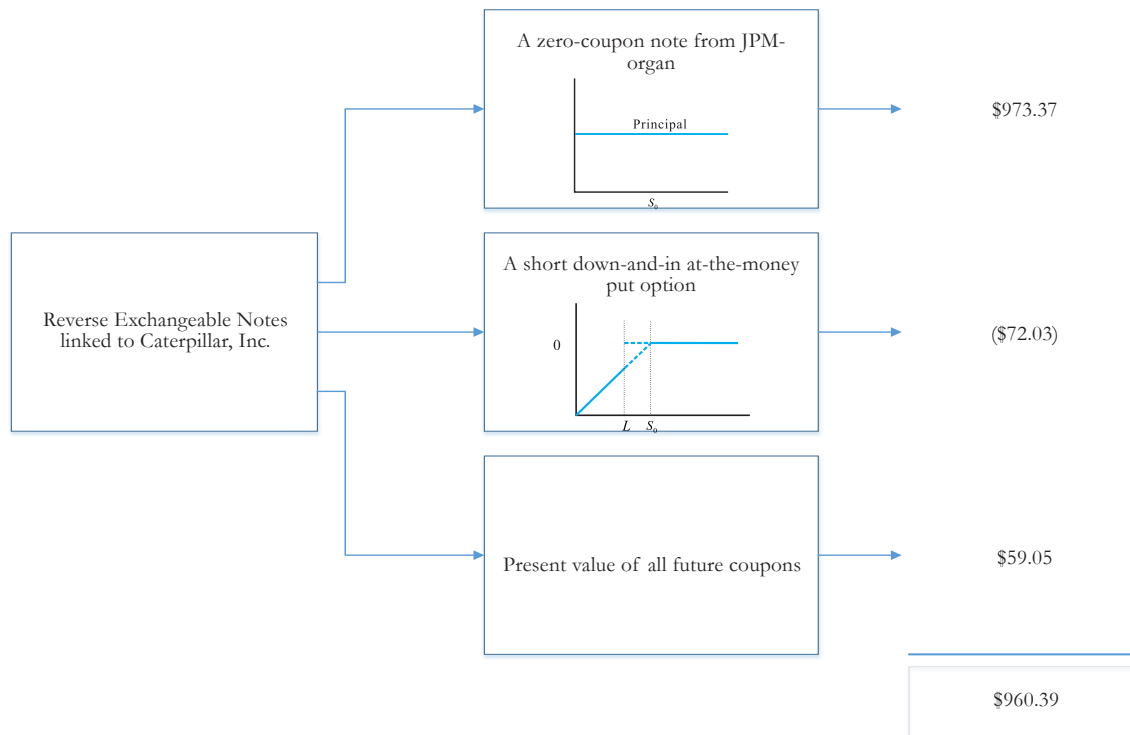 A zero-coupon note from JPM-
organ
Principal
S₀
$973.37
Reverse Exchangeable Notes
linked to Caterpillar, Inc.
A short down-and-in at-the-money
put option
0
L S₀
($72.03)
Present value of all future coupons
$59.05
$960.39